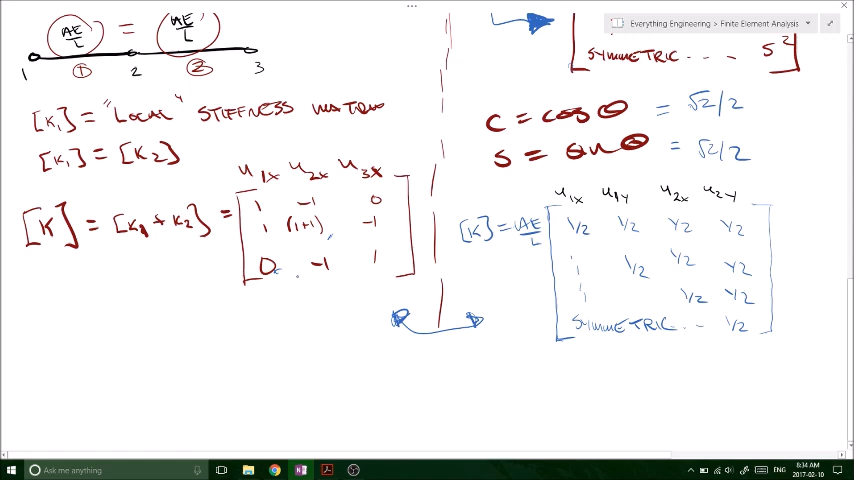 AE/L = AE/L
1 ① 2 ② 3
[K₁] = "LOCAL" STIFFNESS MATRIX
[K₁] = [K₂]
u1x u2x u3x
[K] = [K₁ + K₂] =
1 -1 0
1 (1+1) -1
0 -1 1
Everything Engineering > Finite Element Analysis
SYMMETRIC . . . . S²
C = cos θ = √2/2
S = sin θ = √2/2
u1x u1y u2x u2y
[K] = AE/L
1/2 1/2 1/2 1/2
1/2 1/2 1/2
1/2 1/2
SYMMETRIC . . . 1/2
Ask me anything
ENG
8:34 AM
2017-02-10